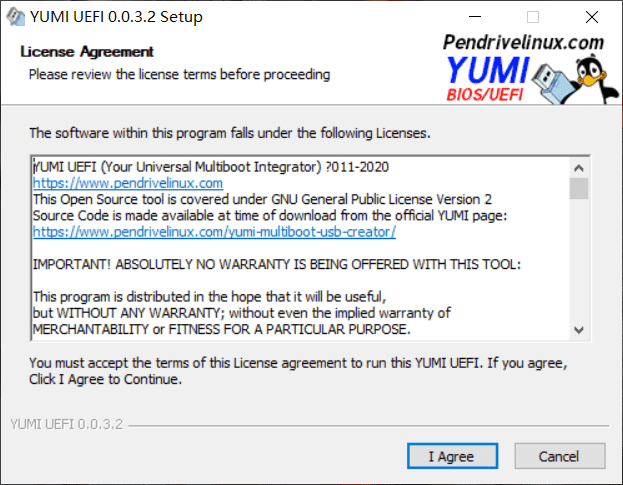 YUMI UEFI 0.0.3.2 Setup
License Agreement
Please review the license terms before proceeding
Pendrivelinux.com
YUMI
BIOS/UEFI
The software within this program falls under the following Licenses.
YUMI UEFI (Your Universal Multiboot Integrator) ?011-2020
https://www.pendrivelinux.com
This Open Source tool is covered under GNU General Public License Version 2
Source Code is made available at time of download from the official YUMI page:
https://www.pendrivelinux.com/yumi-multiboot-usb-creator/
IMPORTANT! ABSOLUTELY NO WARRANTY IS BEING OFFERED WITH THIS TOOL:
This program is distributed in the hope that it will be useful,
but WITHOUT ANY WARRANTY; without even the implied warranty of
MERCHANTABILITY or FITNESS FOR A PARTICULAR PURPOSE.
You must accept the terms of this License agreement to run this YUMI UEFI. If you agree,
Click I Agree to Continue.
YUMI UEFI 0.0.3.2
I Agree
Cancel